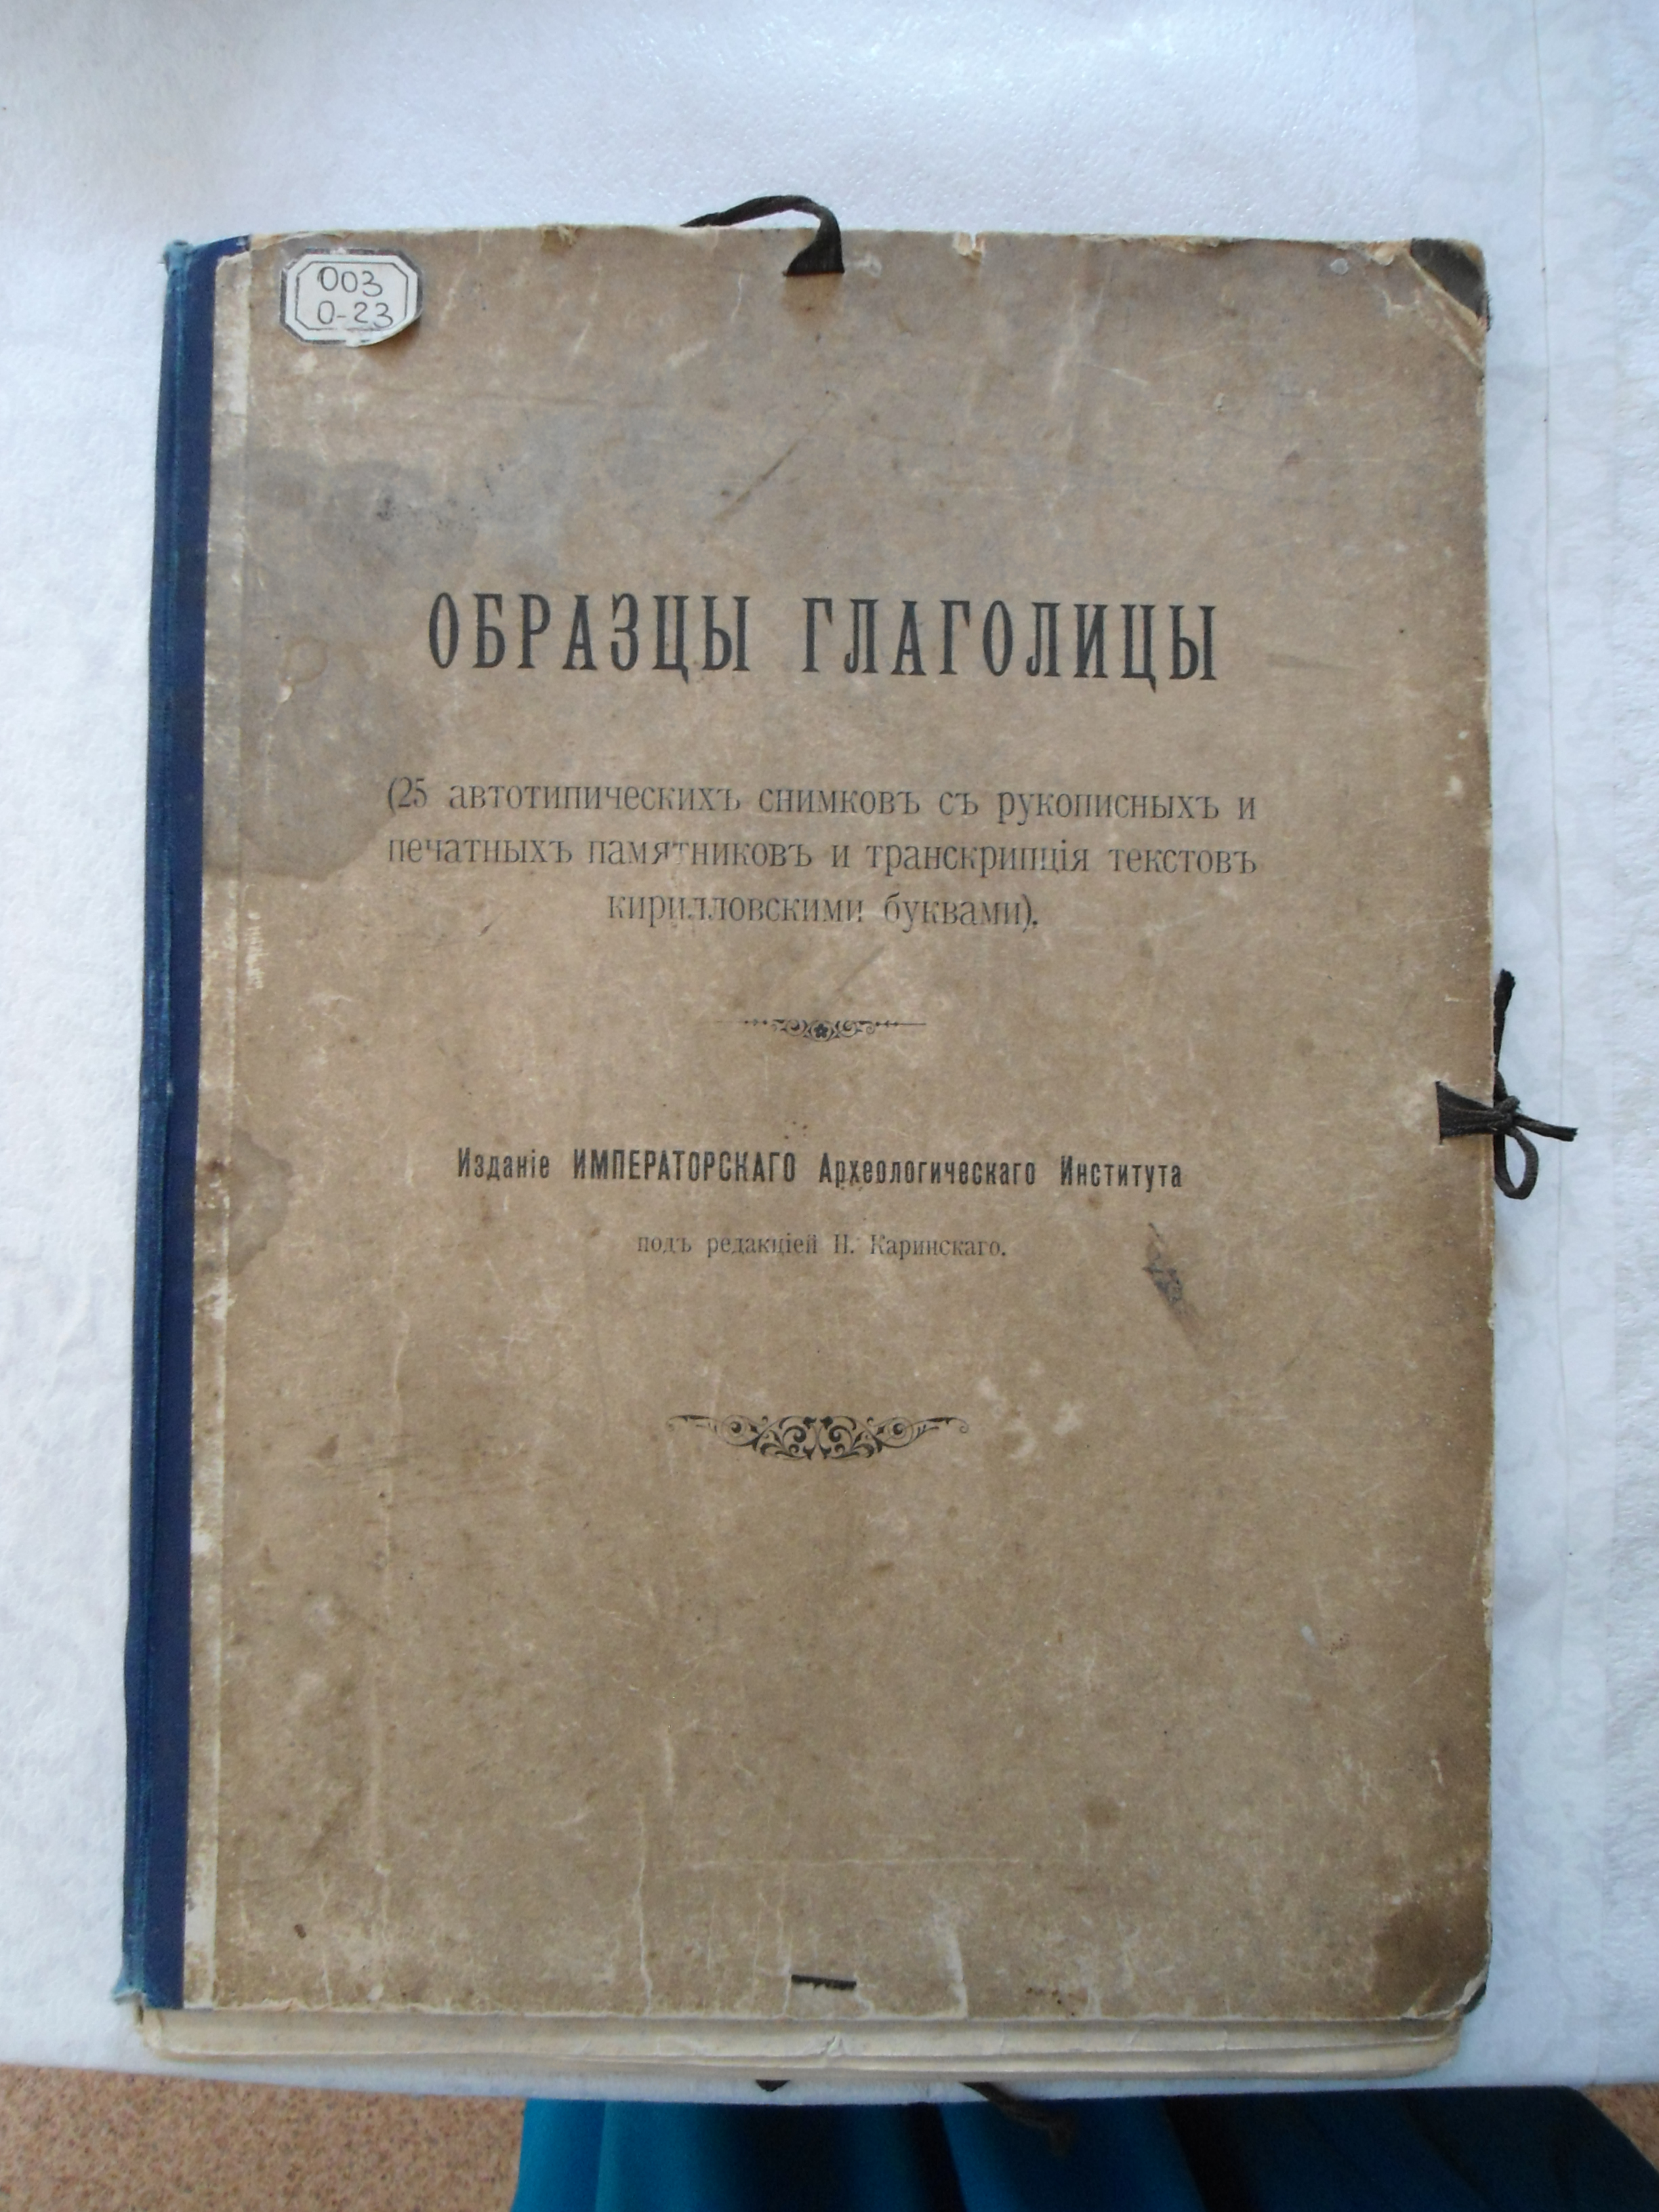 003
0-23
ОБРАЗЦЫ ГЛАГОЛИЦЫ
(25 автотипическихъ снимковъ съ рукописныхъ и
печатныхъ памятниковъ и транскрипція текстовъ
кирилловскими буквами).
Изданіе ИМПЕРАТОРСКАГО Археологическаго Института
подъ редакціей Н. Каринскаго.